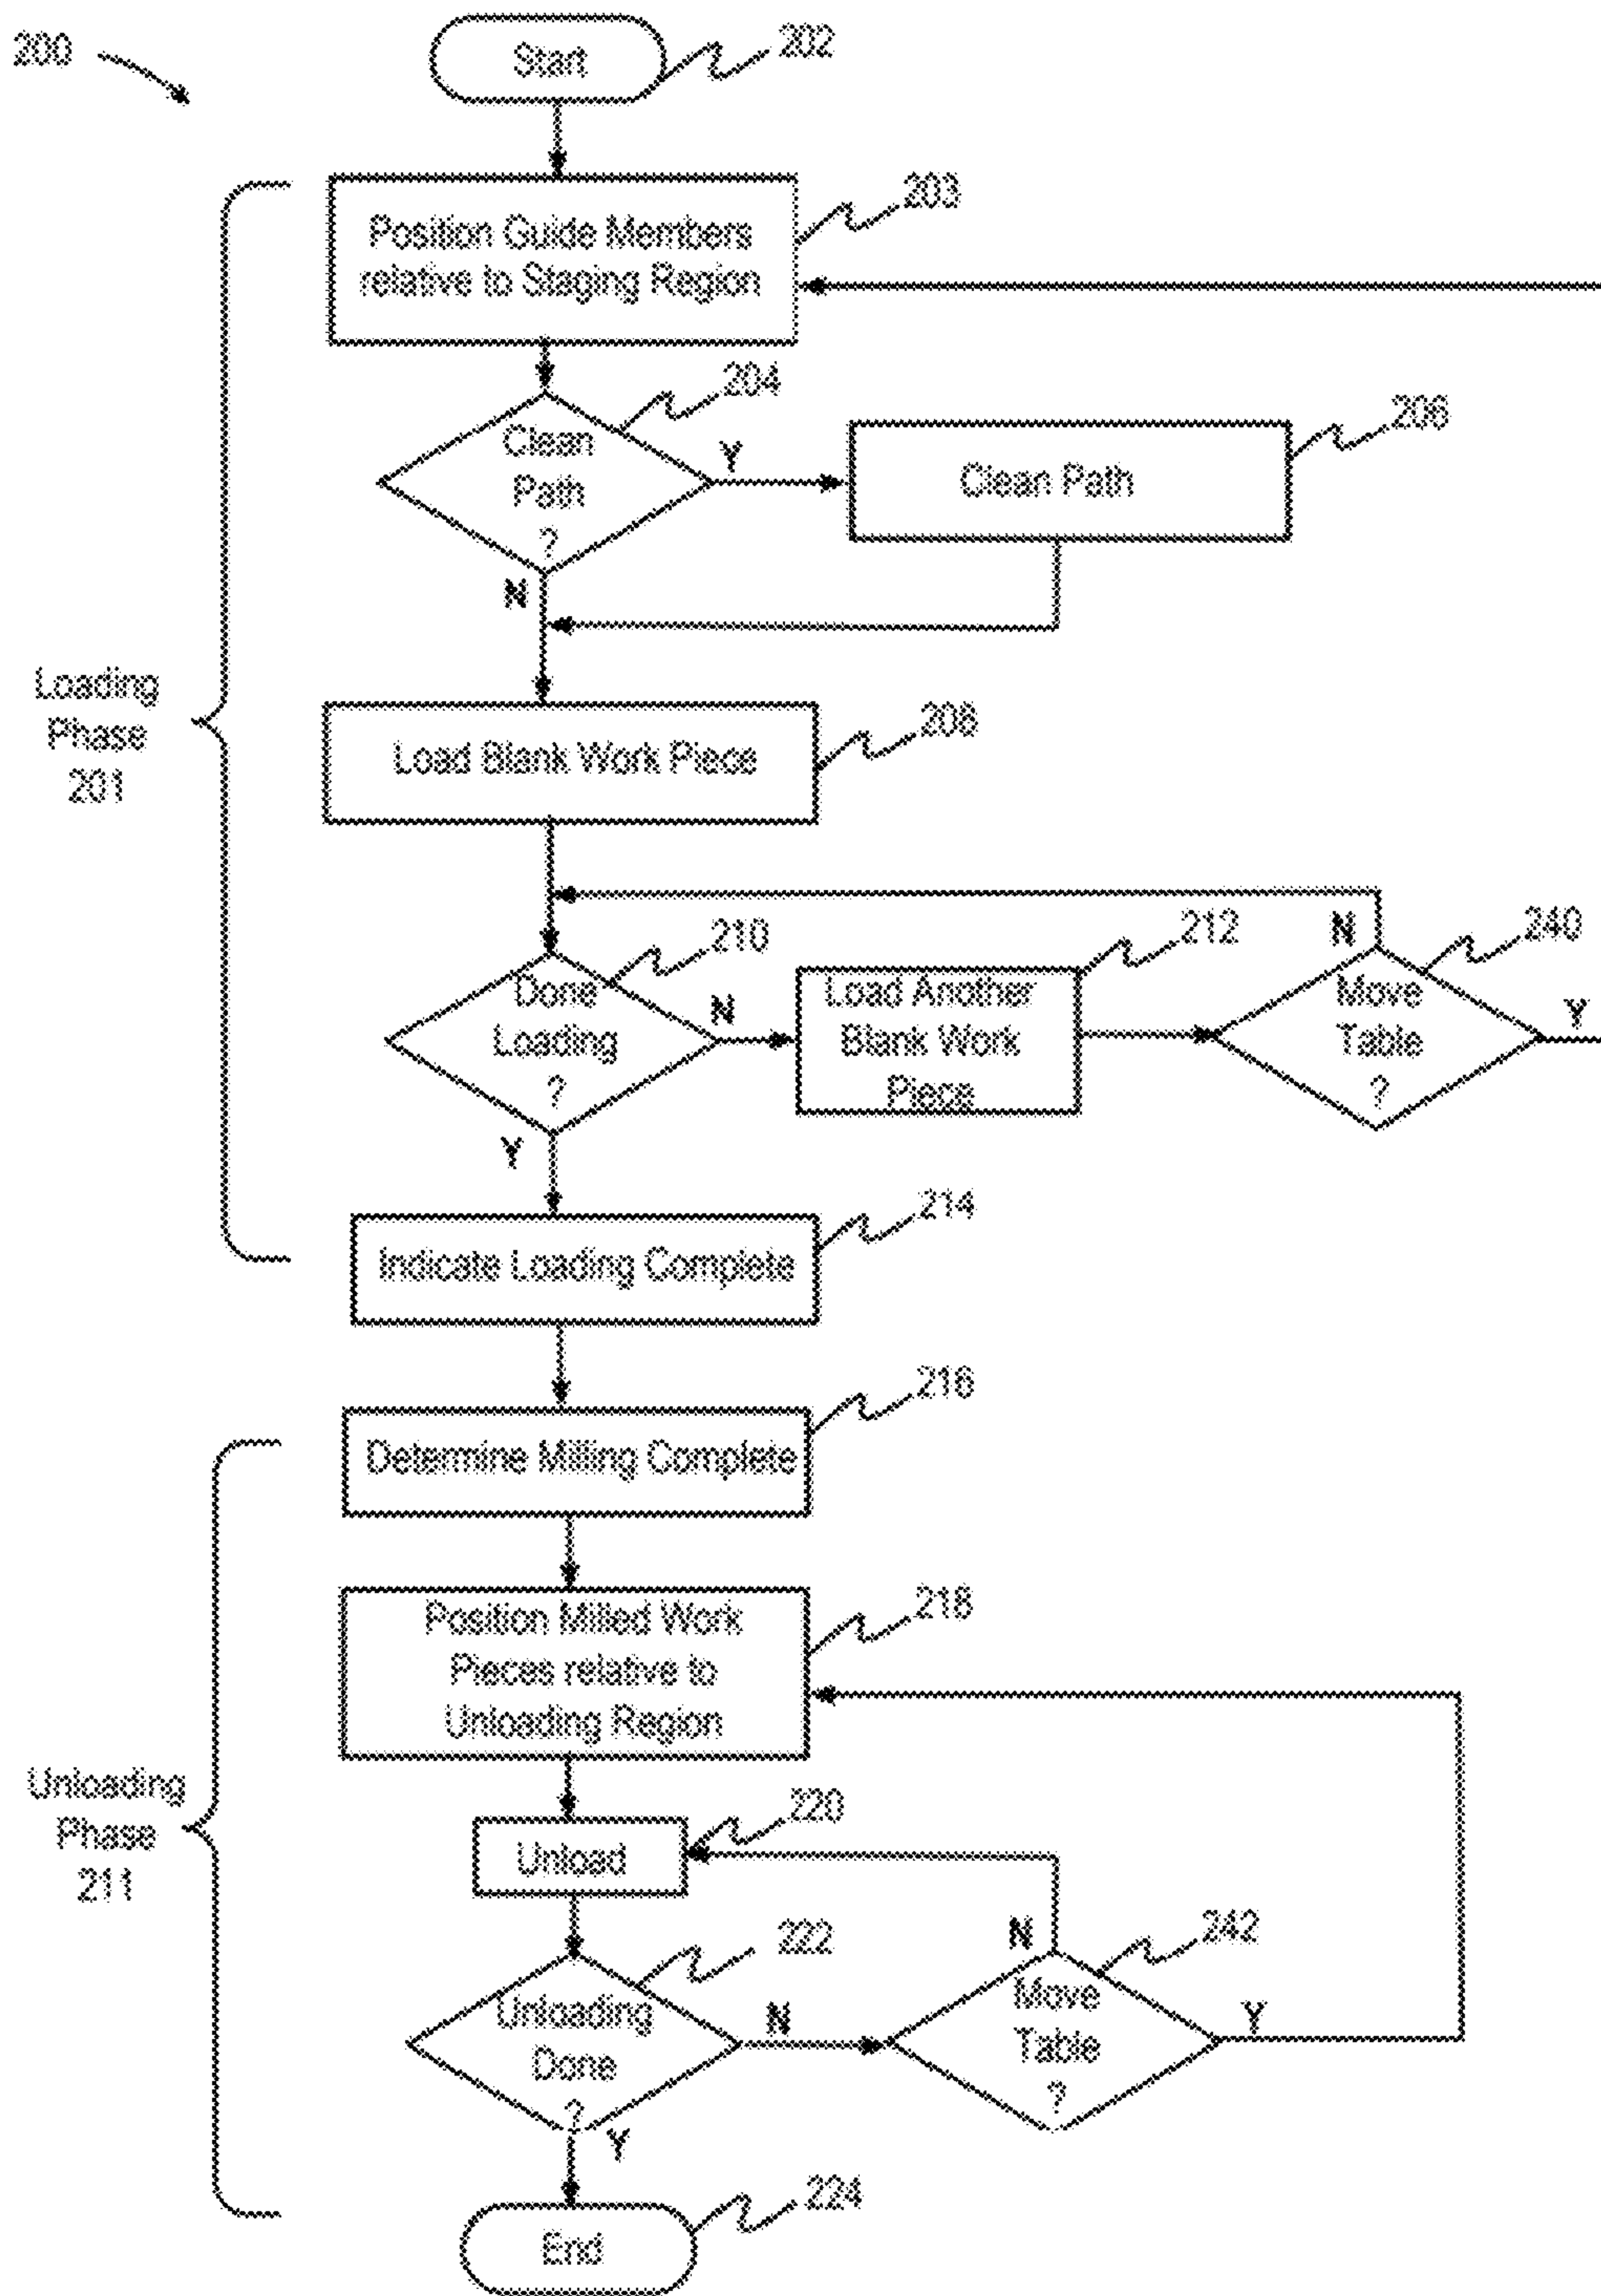 200
Start
202
Position Guide Members
relative to Staging Region
203
Clean
Path
?
204
Y
N
Clean Path
206
Loading
Phase
201
Load Blank Work Piece
208
Done
Loading
?
210
N
Y
Load Another
Blank Work
Piece
212
Move
Table
?
240
N
Y
Indicate Loading Complete
214
Determine Milling Complete
216
Position Milled Work
Pieces relative to
Unloading Region
218
Unloading
Phase
211
Unload
220
Unloading
Done
?
222
N
Y
Move
Table
?
242
N
Y
End
224